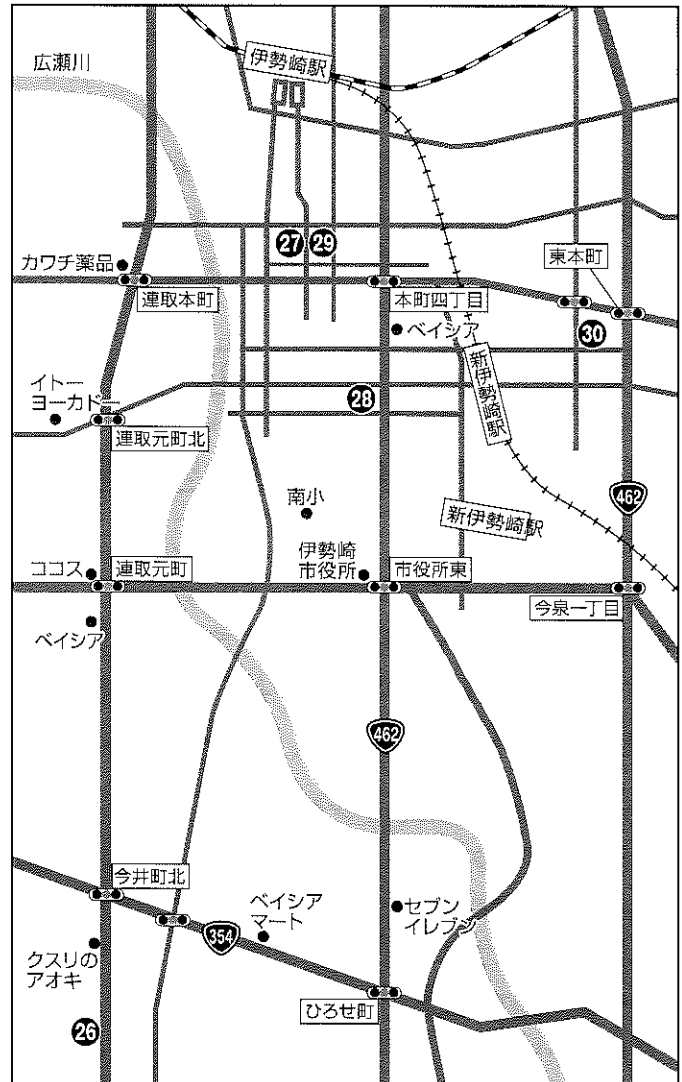 伊勢崎駅
広瀬川
27
29
東本町
カワチ薬品
連取本町
本町四丁目
ベイシア
30
新伊勢崎駅
イトー
ヨーカドー
28
連取元町北
462
南小
新伊勢崎駅
伊勢崎
市役所
ココス
連取元町
市役所東
今泉一丁目
ベイシア
462
今井町北
ベイシア
マート
セブン
イレブン
354
クスリの
アオキ
ひろせ町
26